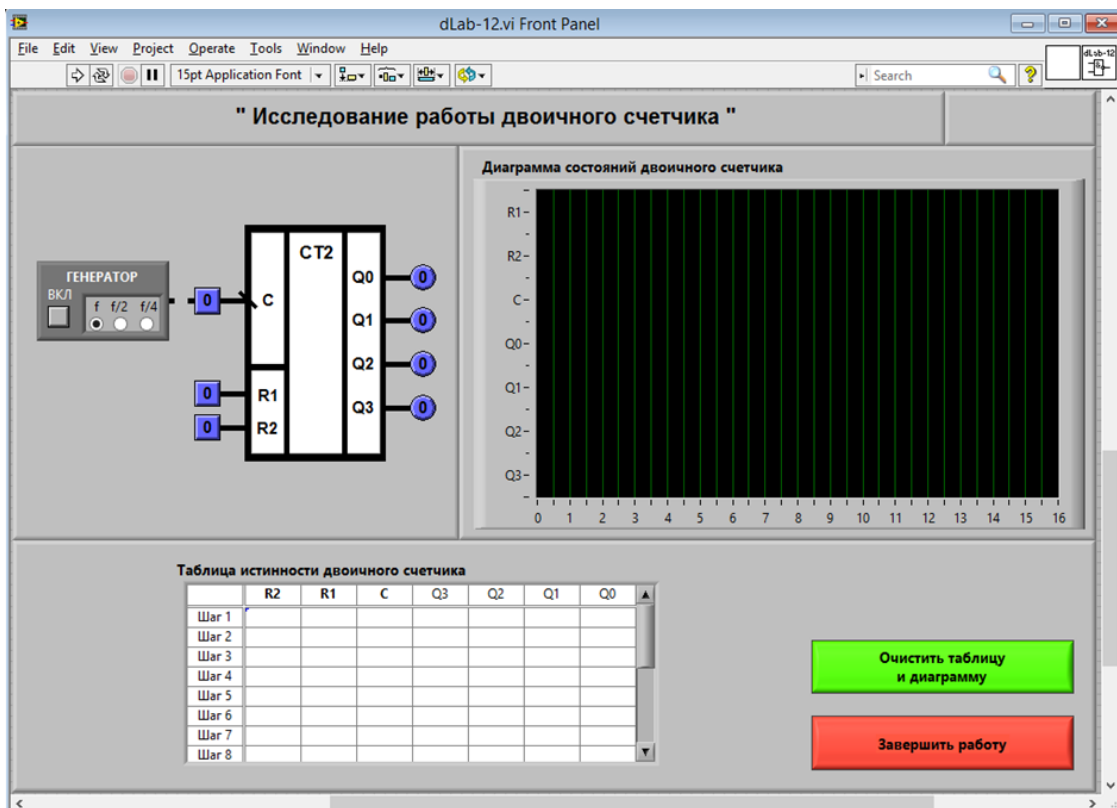 dLab-12.vi Front Panel
File Edit View Project Operate Tools Window Help
15pt Application Font
Search
dLab-12
" Исследование работы двоичного счетчика "
Диаграмма состояний двоичного счетчика
ГЕНЕРАТОР
ВКЛ
f f/2 f/4
0
C
CT2
Q0 0
Q1 0
Q2 0
Q3 0
0 R1
0 R2
R1
R2
C
Q0
Q1
Q2
Q3
0 1 2 3 4 5 6 7 8 9 10 11 12 13 14 15 16
Таблица истинности двоичного счетчика
R2 R1 C Q3 Q2 Q1 Q0
Шаг 1
Шаг 2
Шаг 3
Шаг 4
Шаг 5
Шаг 6
Шаг 7
Шаг 8
Очистить таблицу
и диаграмму
Завершить работу